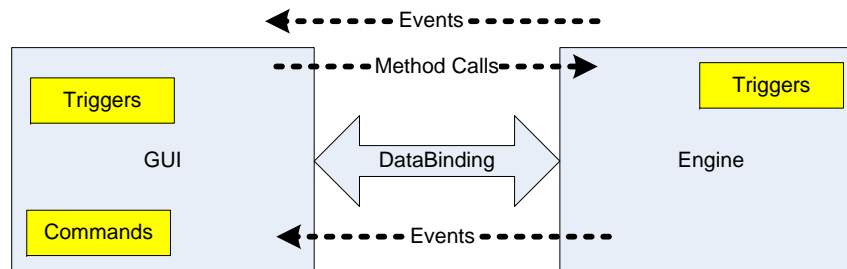 Events
Method Calls
Triggers
Triggers
GUI
DataBinding
Engine
Commands
Events